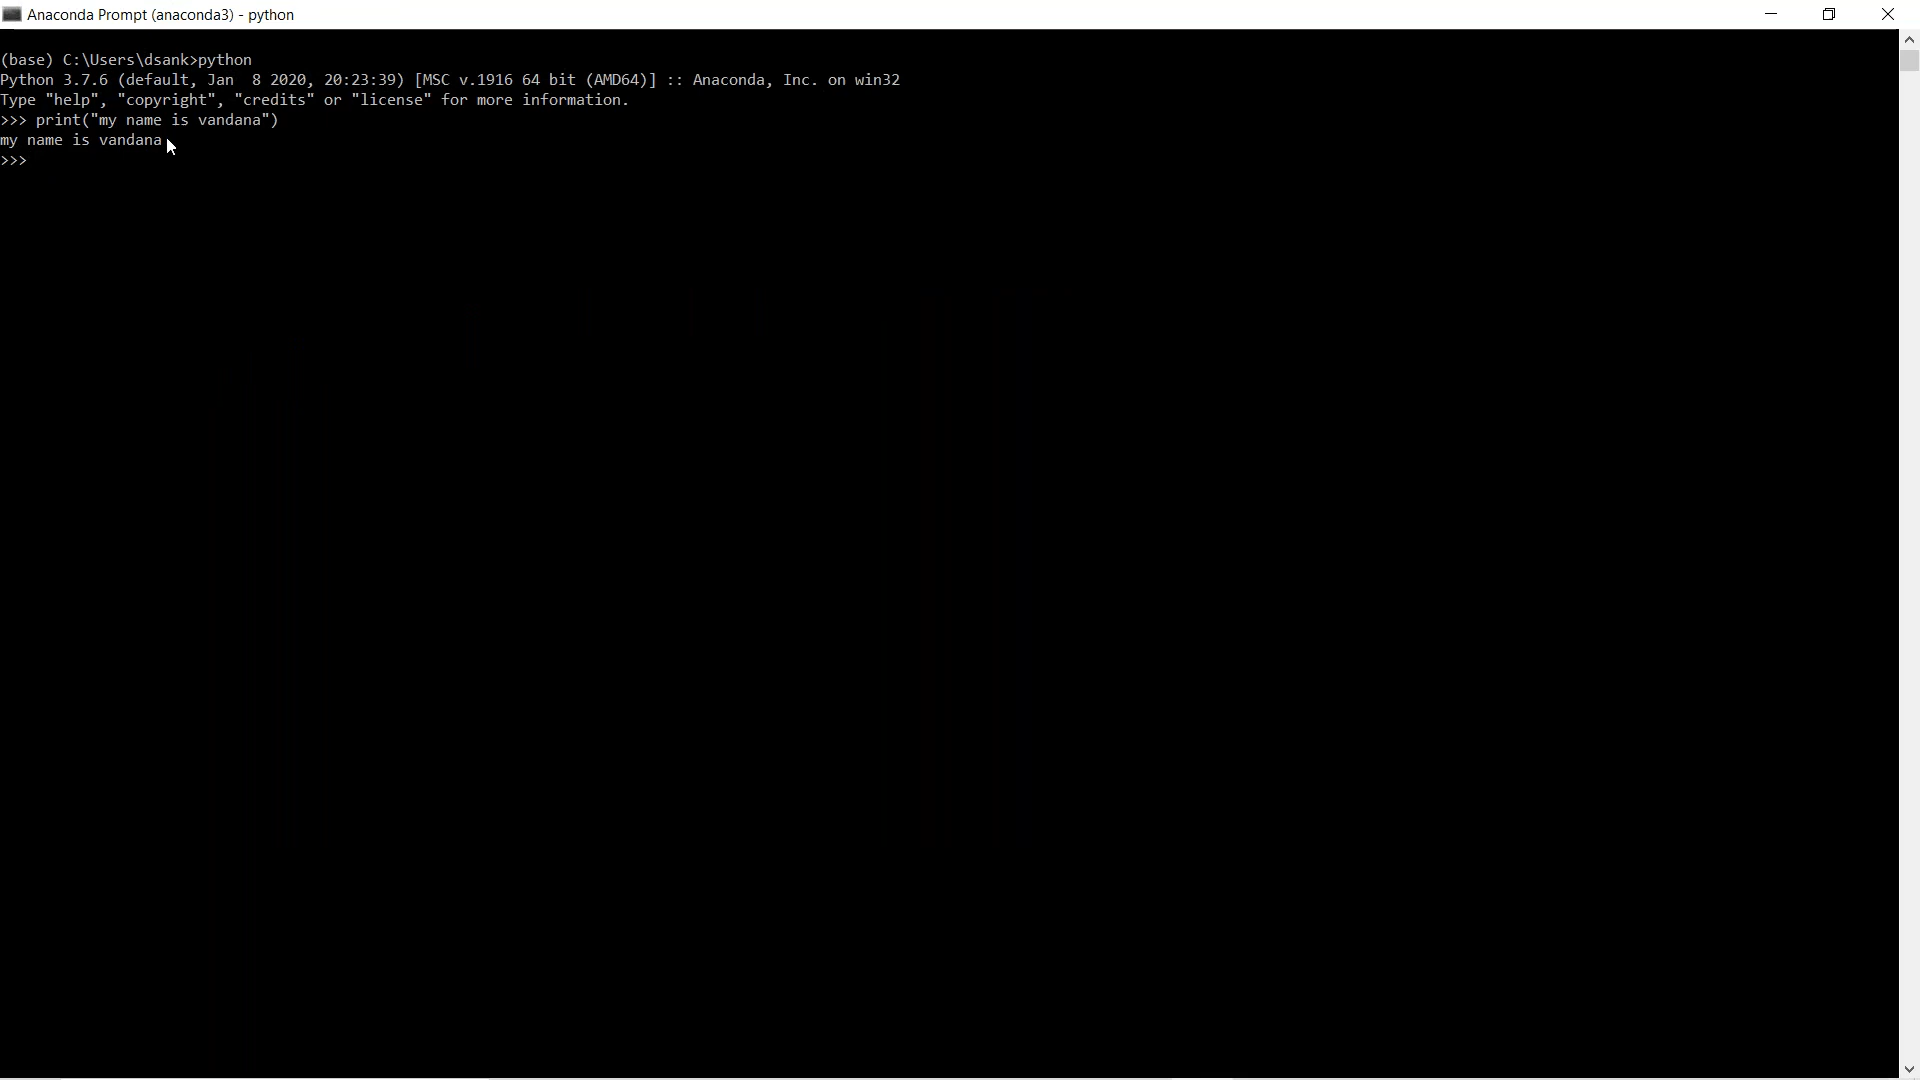 Anaconda Prompt (anaconda3) - python
(base) C:\Users\dsank>python
Python 3.7.6 (default, Jan  8 2020, 20:23:39) [MSC v.1916 64 bit (AMD64)] :: Anaconda, Inc. on win32
Type "help", "copyright", "credits" or "license" for more information.
>>> print("my name is vandana")
my name is vandana
>>>